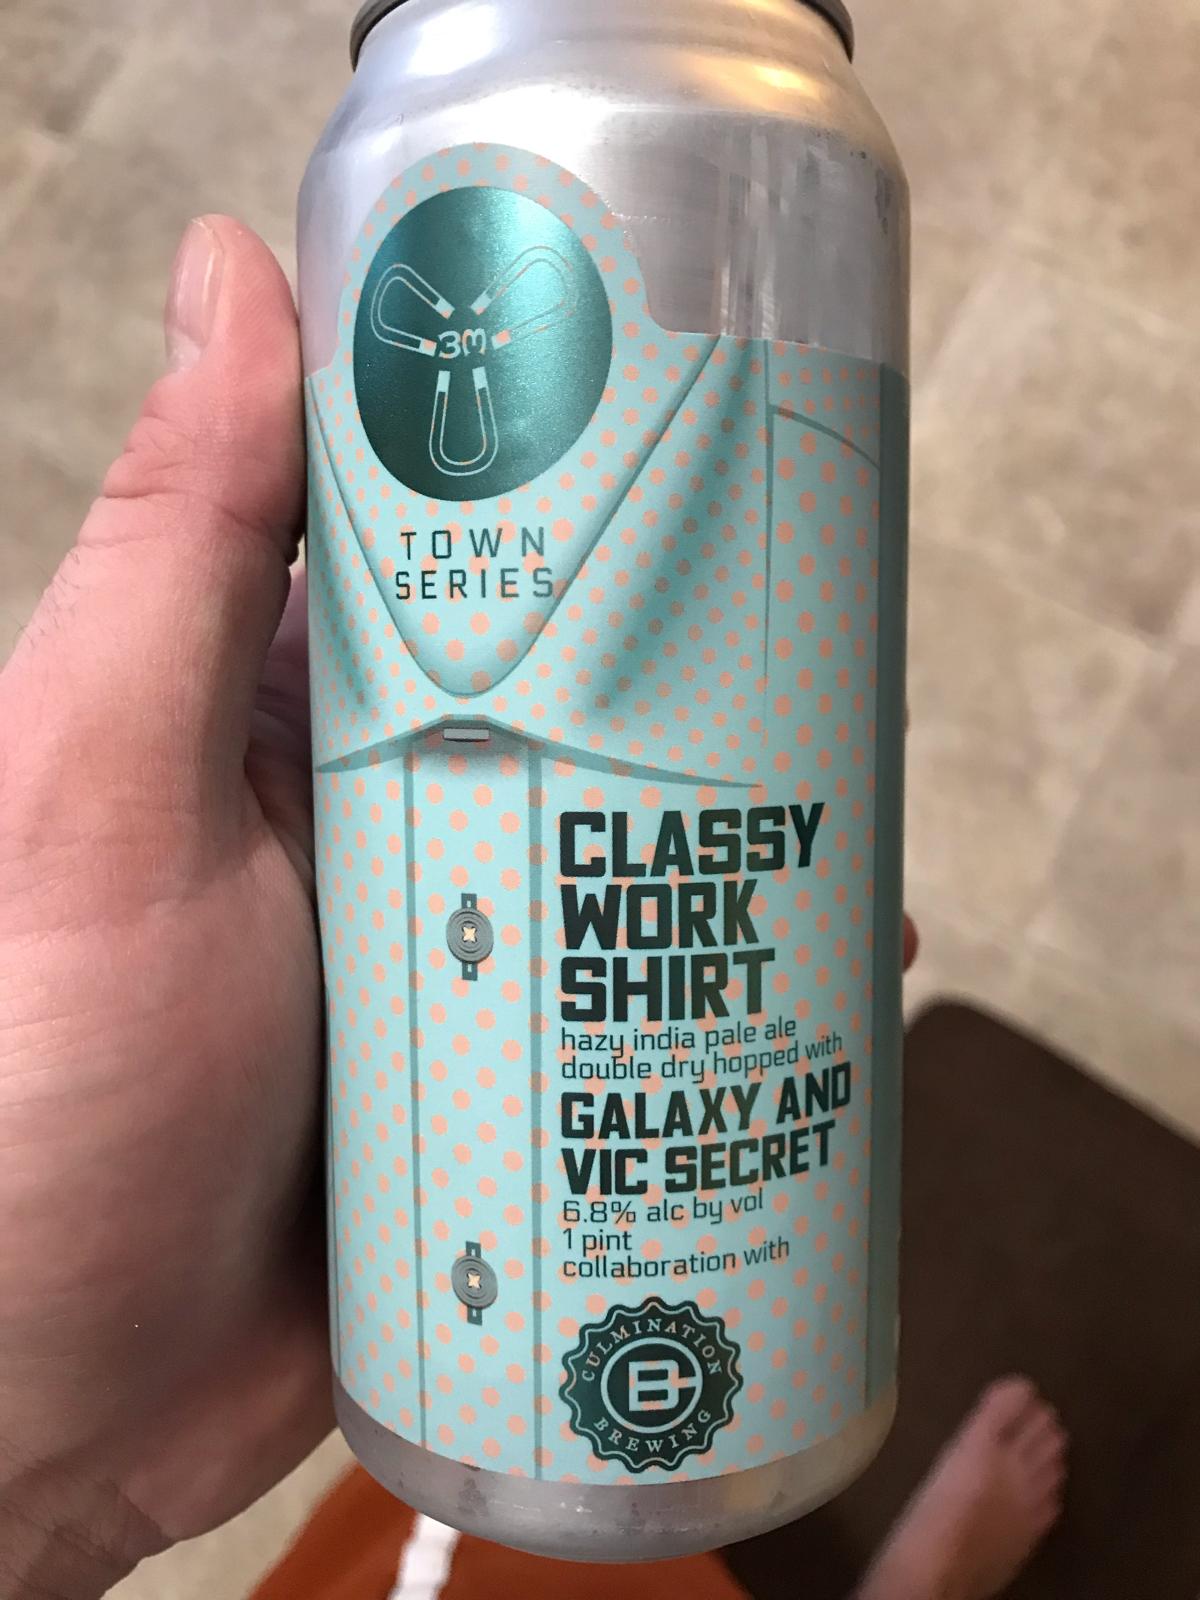 3M
TOWN
SERIES
CLASSY
WORK
SHIRT
hazy india pale ale
double dry hopped with
GALAXY AND
VIC SECRET
6.8% alc by vol
1 pint
collaboration with
CULMINATION
BC
BREWING